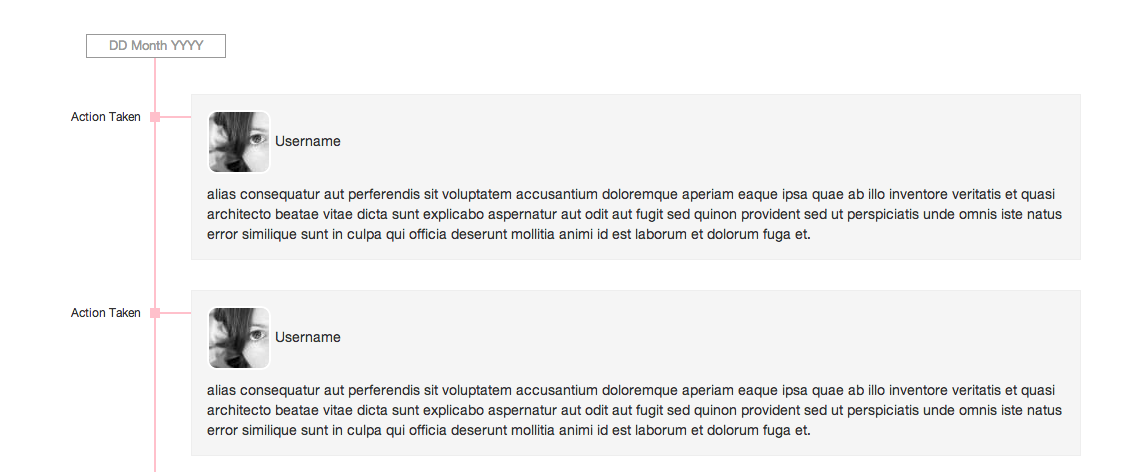 DD Month YYYY
Action Taken
Username
alias consequatur aut perferendis sit voluptatem accusantium doloremque aperiam eaque ipsa quae ab illo inventore veritatis et quasi
architecto beatae vitae dicta sunt explicabo aspernatur aut odit aut fugit sed quinon provident sed ut perspiciatis unde omnis iste natus
error similique sunt in culpa qui officia deserunt mollitia animi id est laborum et dolorum fuga et.
Action Taken
Username
alias consequatur aut perferendis sit voluptatem accusantium doloremque aperiam eaque ipsa quae ab illo inventore veritatis et quasi
architecto beatae vitae dicta sunt explicabo aspernatur aut odit aut fugit sed quinon provident sed ut perspiciatis unde omnis iste natus
error similique sunt in culpa qui officia deserunt mollitia animi id est laborum et dolorum fuga et.